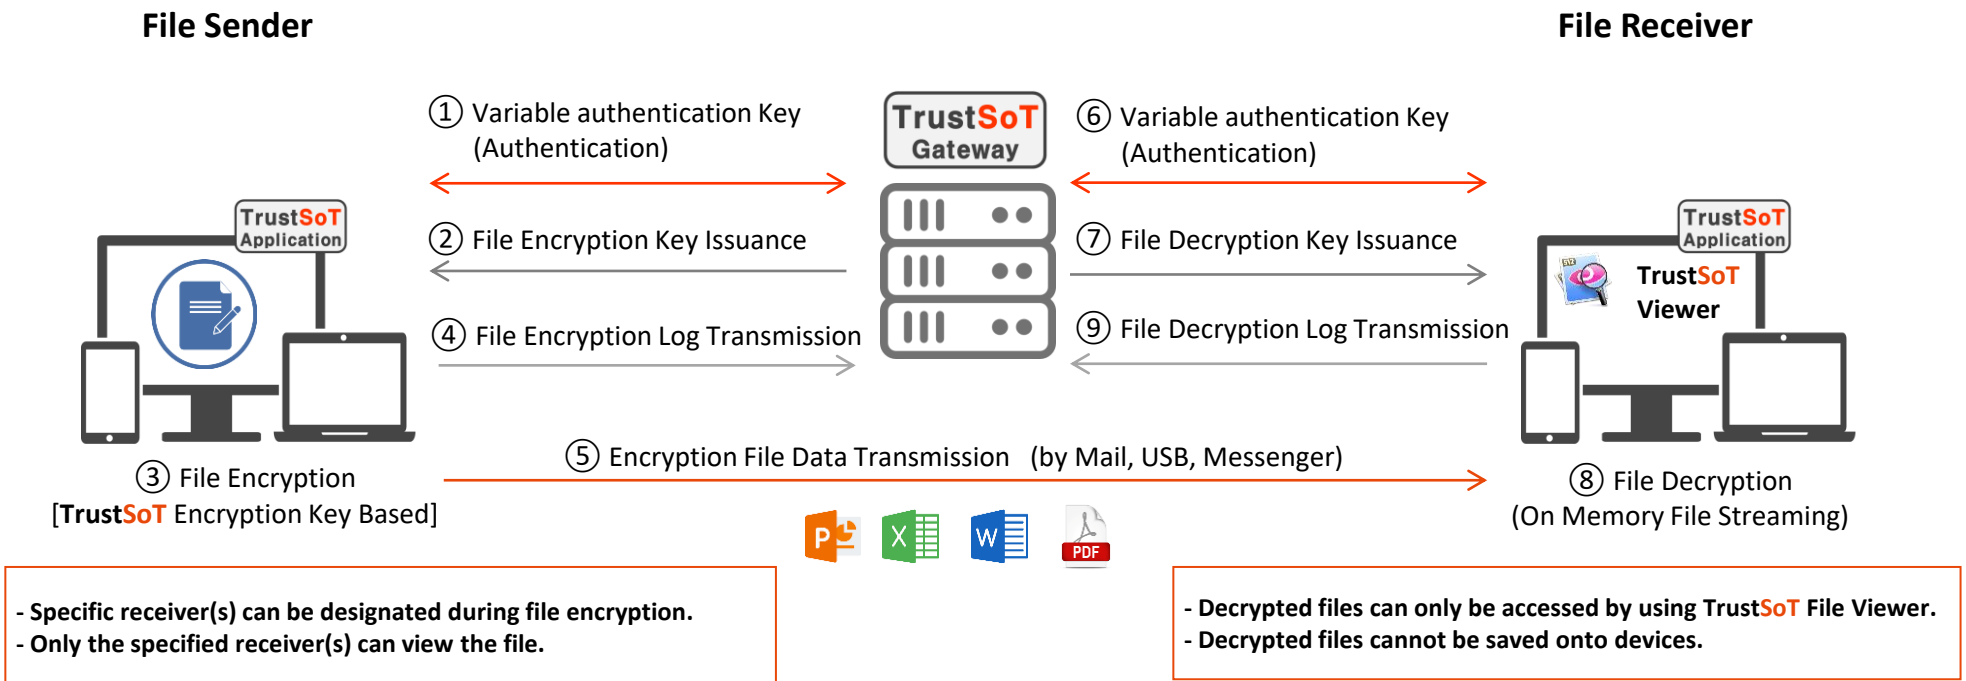 File Sender
File Receiver
① Variable authentication Key
(Authentication)
TrustSoT
Gateway
⑥ Variable authentication Key
(Authentication)
TrustSoT
Application
② File Encryption Key Issuance
⑦ File Decryption Key Issuance
TrustSoT
Application
512
TrustSoT
Viewer
④ File Encryption Log Transmission
⑨ File Decryption Log Transmission
③ File Encryption
[TrustSoT Encryption Key Based]
⑤ Encryption File Data Transmission (by Mail, USB, Messenger)
⑧ File Decryption
(On Memory File Streaming)
P
X
W
PDF
- Specific receiver(s) can be designated during file encryption.
- Only the specified receiver(s) can view the file.
- Decrypted files can only be accessed by using TrustSoT File Viewer.
- Decrypted files cannot be saved onto devices.